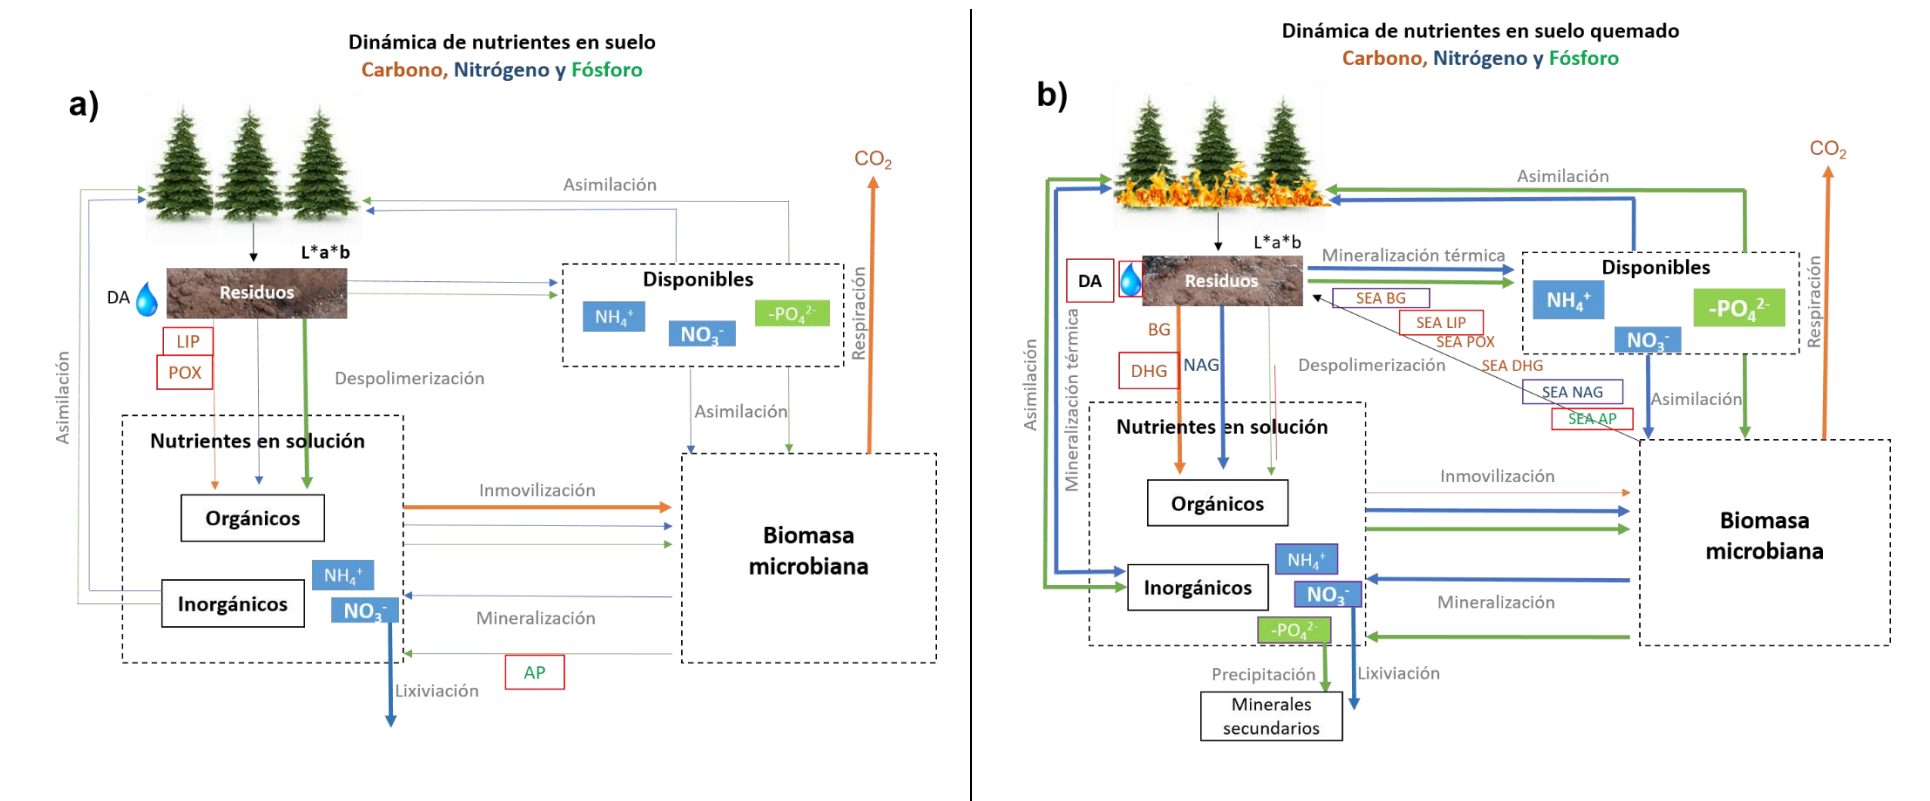 Dinámica de nutrientes en suelo
Carbono, Nitrógeno y Fósforo
a)
CO₂
Asimilación
L*a*b
DA
Residuos
Disponibles
NH₄⁺
NO₃⁻
-PO₄²⁻
Respiración
LIP
POX
Despolimerización
Asimilación
Asimilación
Nutrientes en solución
Orgánicos
Inmovilización
Biomasa
microbiana
NH₄⁺
Inorgánicos
NO₃⁻
Mineralización
AP
Lixiviación
Dinámica de nutrientes en suelo quemado
Carbono, Nitrógeno y Fósforo
b)
CO₂
Asimilación
L*a*b
Mineralización térmica
DA
Residuos
Disponibles
NH₄⁺
-PO₄²⁻
NO₃⁻
Respiración
SEA BG
SEA LIP
SEA POX
SEA DHG
SEA NAG
SEA AP
BG
DHG
NAG
Despolimerización
Asimilación
Asimilación
Mineralización térmica
Nutrientes en solución
Orgánicos
Inmovilización
Biomasa
microbiana
NH₄⁺
Inorgánicos
NO₃⁻
-PO₄²⁻
Mineralización
Precipitación
Lixiviación
Minerales
secundarios